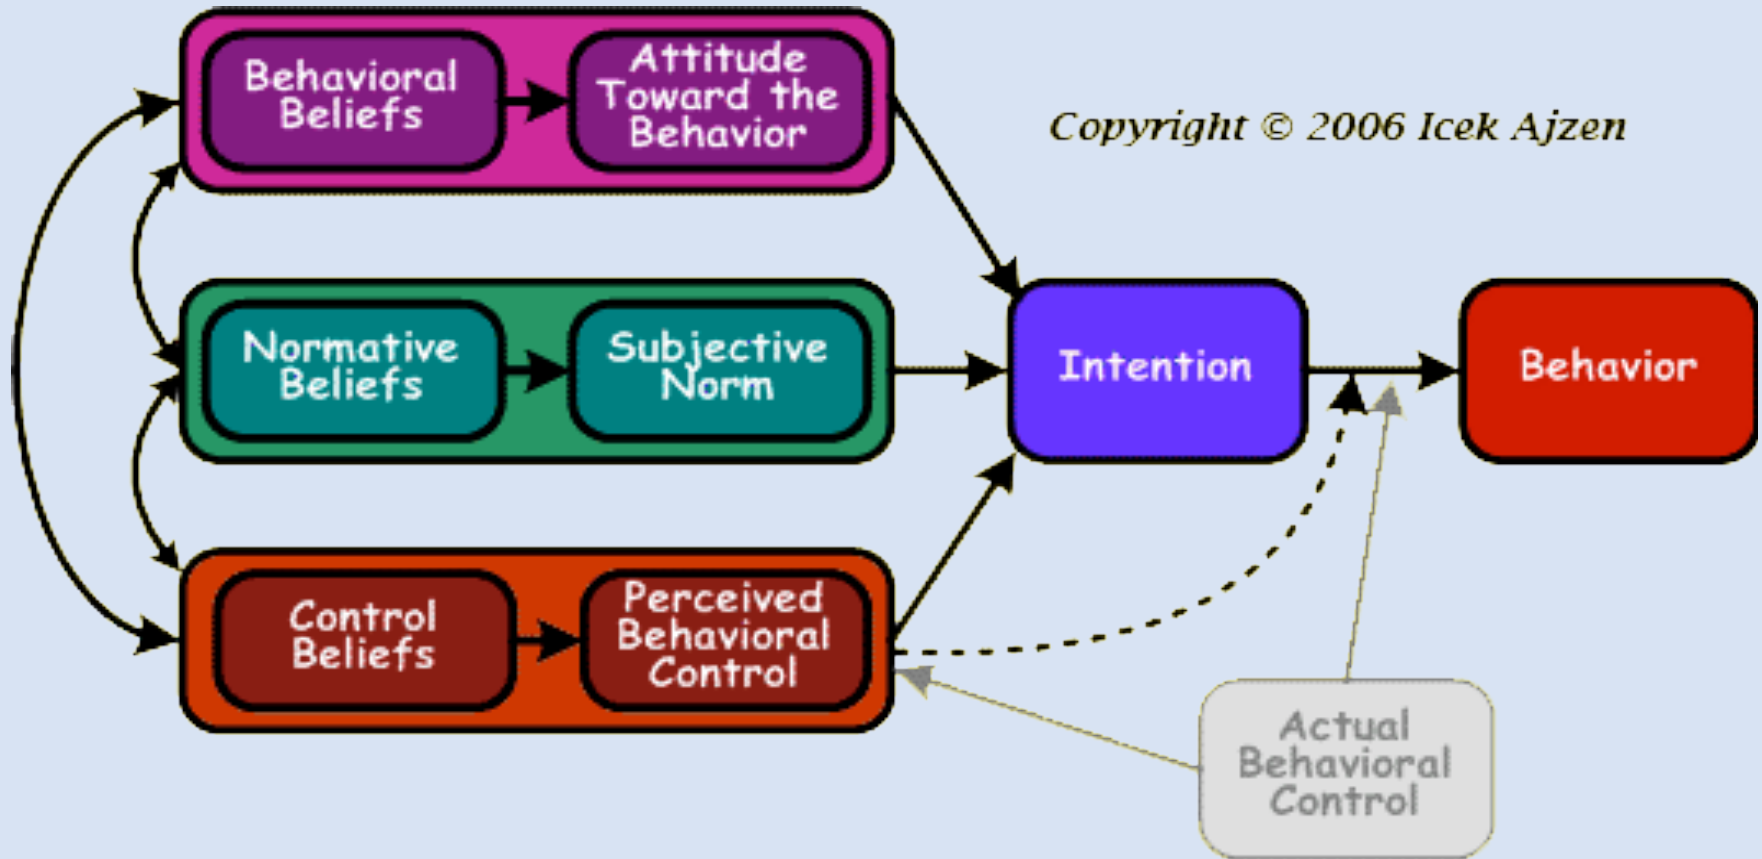 Behavioral
Beliefs
Attitude
Toward the
Behavior
Copyright © 2006 Icek Ajzen
Normative
Beliefs
Subjective
Norm
Intention
Behavior
Control
Beliefs
Perceived
Behavioral
Control
Actual
Behavioral
Control